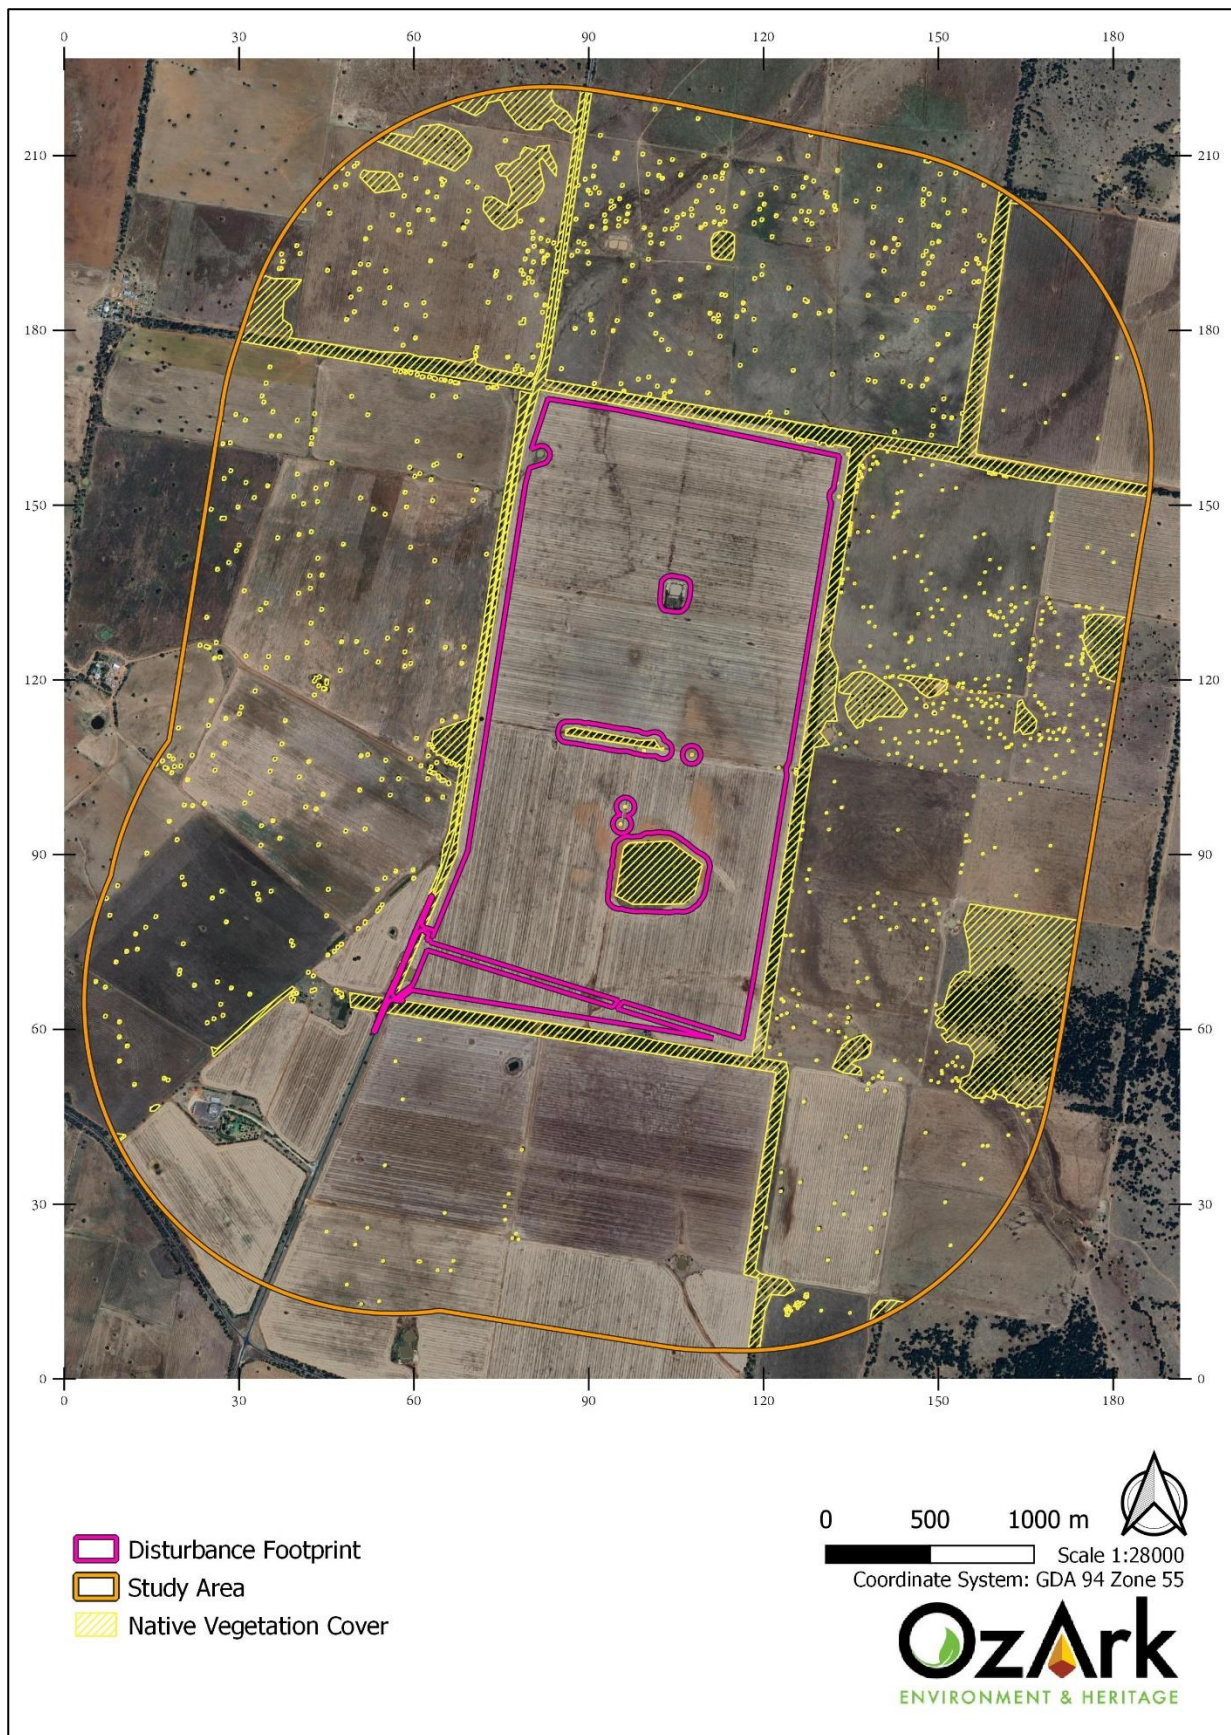 0 30 60 90 120 150 180
210 210
180 180
150 150
120 120
90 90
60 60
30 30
0 0
0 30 60 90 120 150 180
0 500 1000 m
Scale 1:28000
Coordinate System: GDA 94 Zone 55
Disturbance Footprint
Study Area
Native Vegetation Cover
OzArk
ENVIRONMENT & HERITAGE